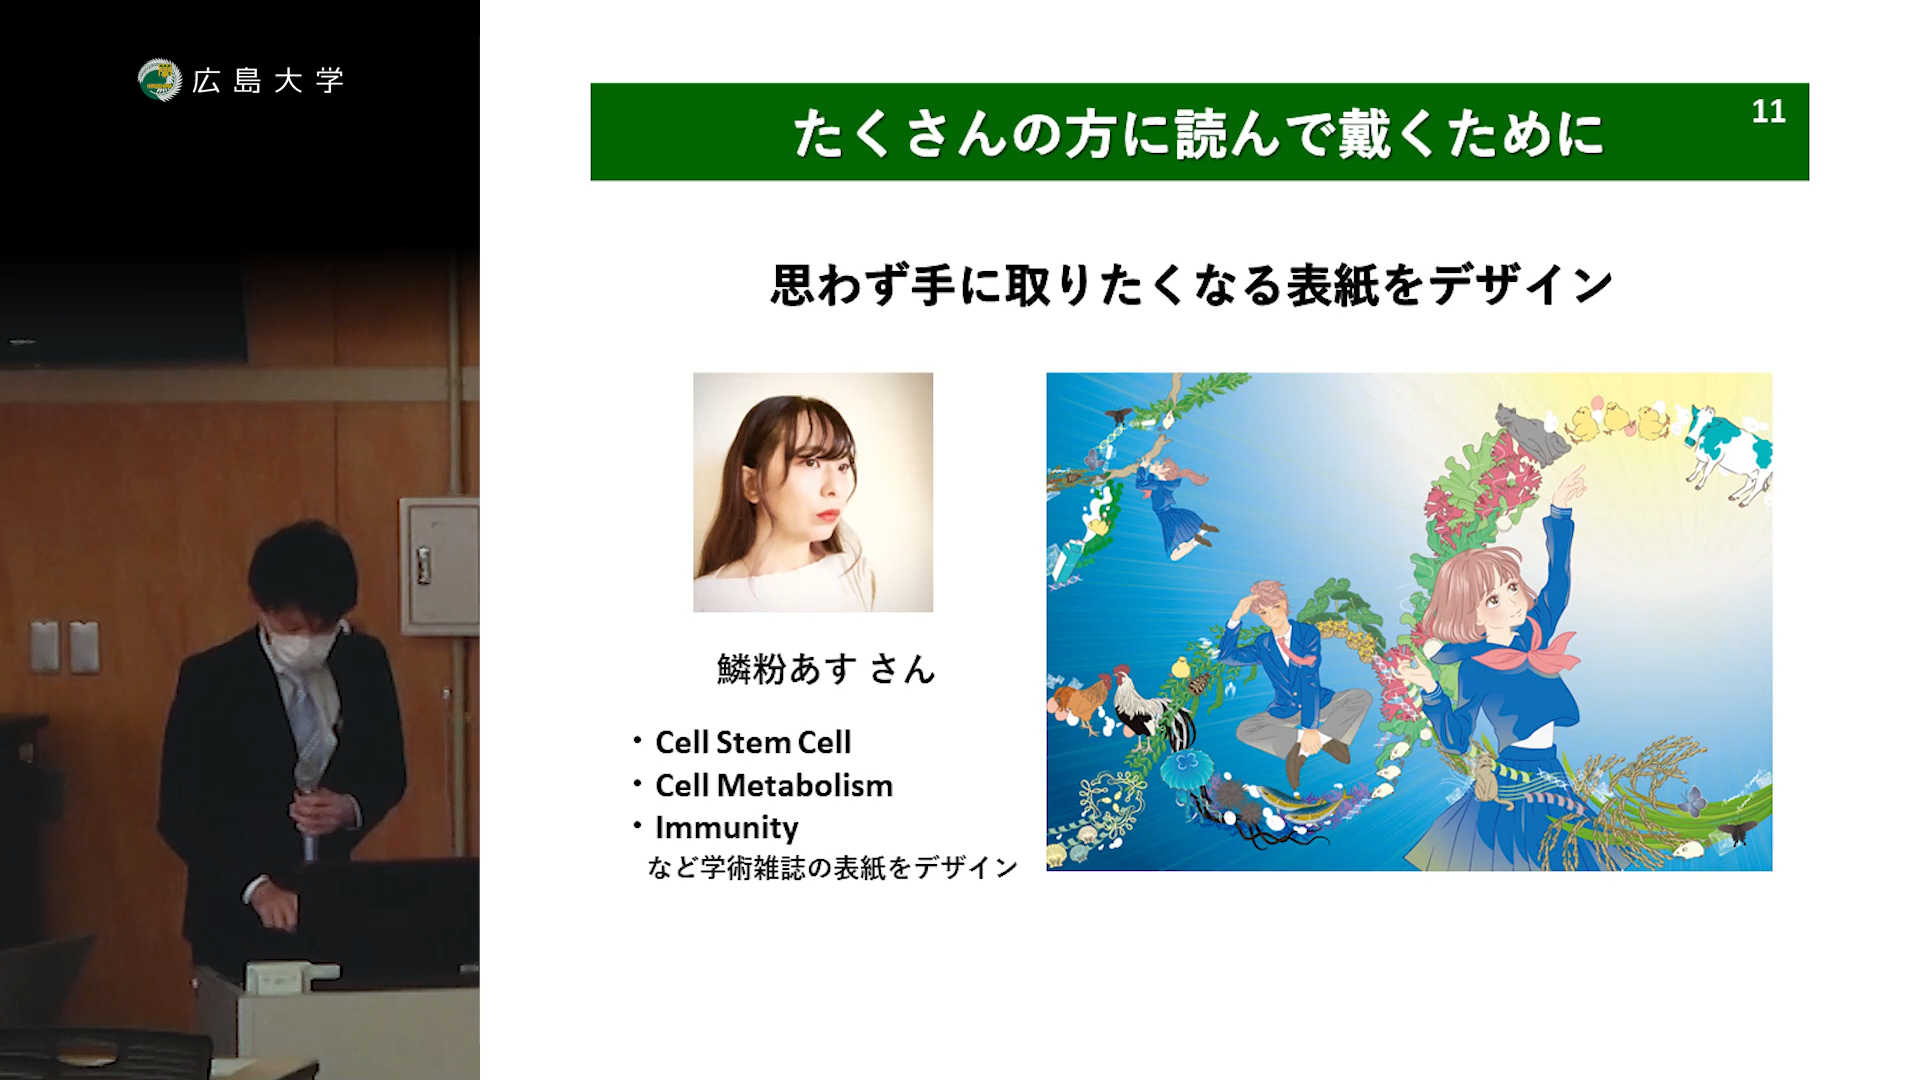 広島大学
たくさんの方に読んで戴くために
11
思わず手に取りたくなる表紙をデザイン
鱗粉あす さん
・Cell Stem Cell
・Cell Metabolism
・Immunity
など学術雑誌の表紙をデザイン